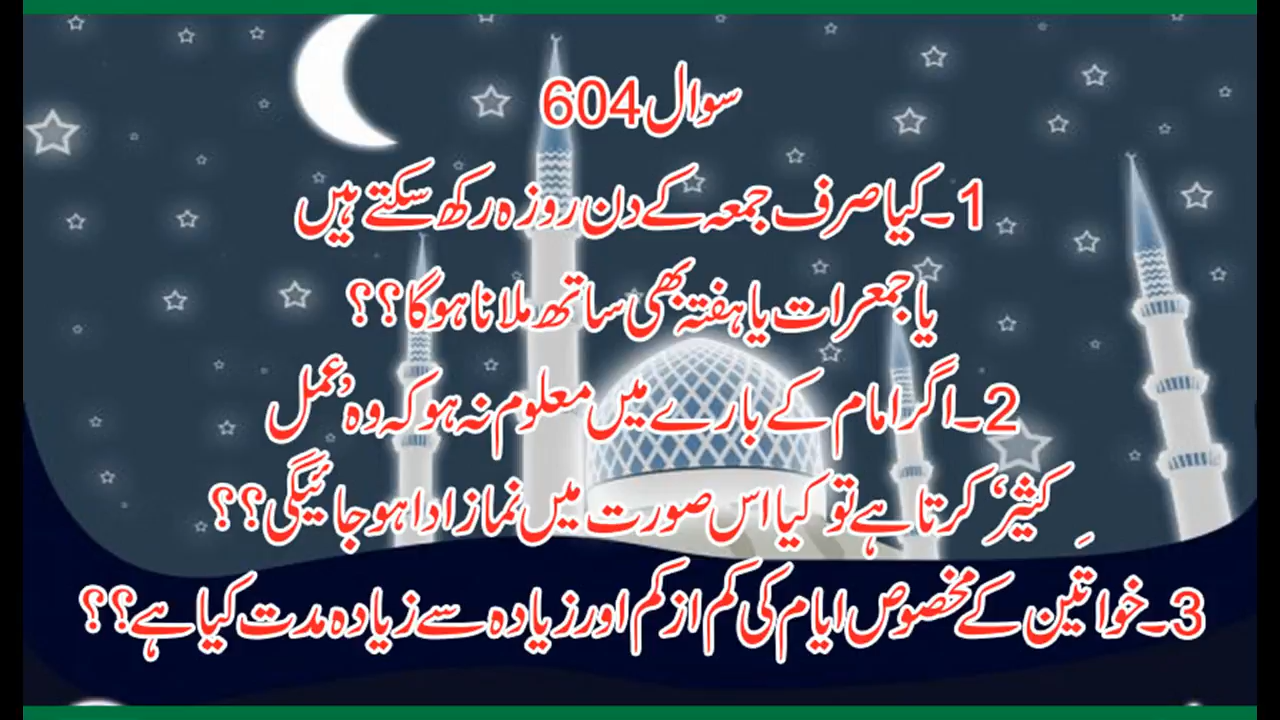 سوال 604
1۔کیا صرف جمعہ کے دن روزہ رکھ سکتے ہیں
یا جمعرات یا ہفتہ بھی ساتھ ملانا ہوگا؟؟
2۔اگر امام کے بارے میں معلوم نہ ہو کہ وہ ’عمل
ِ کثیر‘ کرتا ہے تو کیا اس صورت میں نماز ادا ہو جائیگی؟؟
3۔خواتین کے مخصوص ایام کی کم از کم اور زیادہ سے زیادہ مدت کیا ہے؟؟